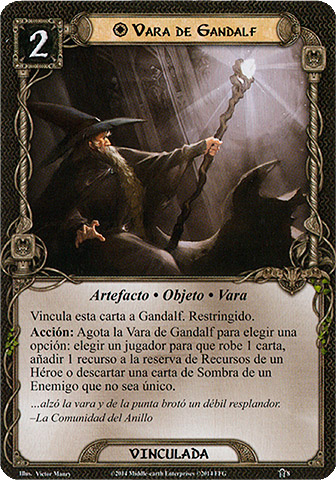 2
Vara de Gandalf
Artefacto • Objeto • Vara
Vincula esta carta a Gandalf. Restringido.
Acción: Agota la Vara de Gandalf para elegir una
opción: elegir un jugador para que robe 1 carta,
añadir 1 recurso a la reserva de Recursos de un
Héroe o descartar una carta de Sombra de un
Enemigo que no sea único.
...alzó la vara y de la punta brotó un débil resplandor.
–La Comunidad del Anillo
VINCULADA
Illus. Victor Maury ©2014 Middle-earth Enterprises ©2014 FFG